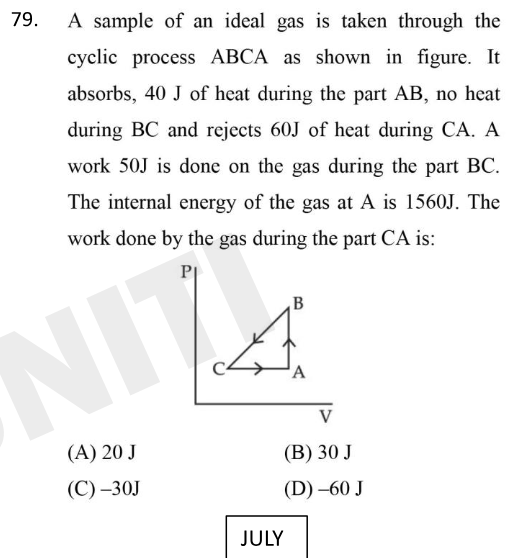 79. A sample of an ideal gas is taken through the
cyclic process ABCA as shown in figure. It
absorbs, 40 J of heat during the part AB, no heat
during BC and rejects 60J of heat during CA. A
work 50J is done on the gas during the part BC.
The internal energy of the gas at A is 1560J. The
work done by the gas during the part CA is:
P
B
C
A
V
(A) 20 J (B) 30 J
(C) –30J (D) –60 J
JULY
NITI